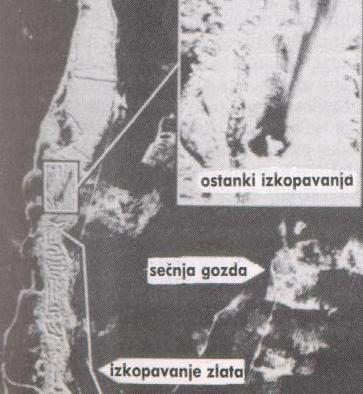 ostanki izkopavanja
sečnja gozda
izkopavanje zlata